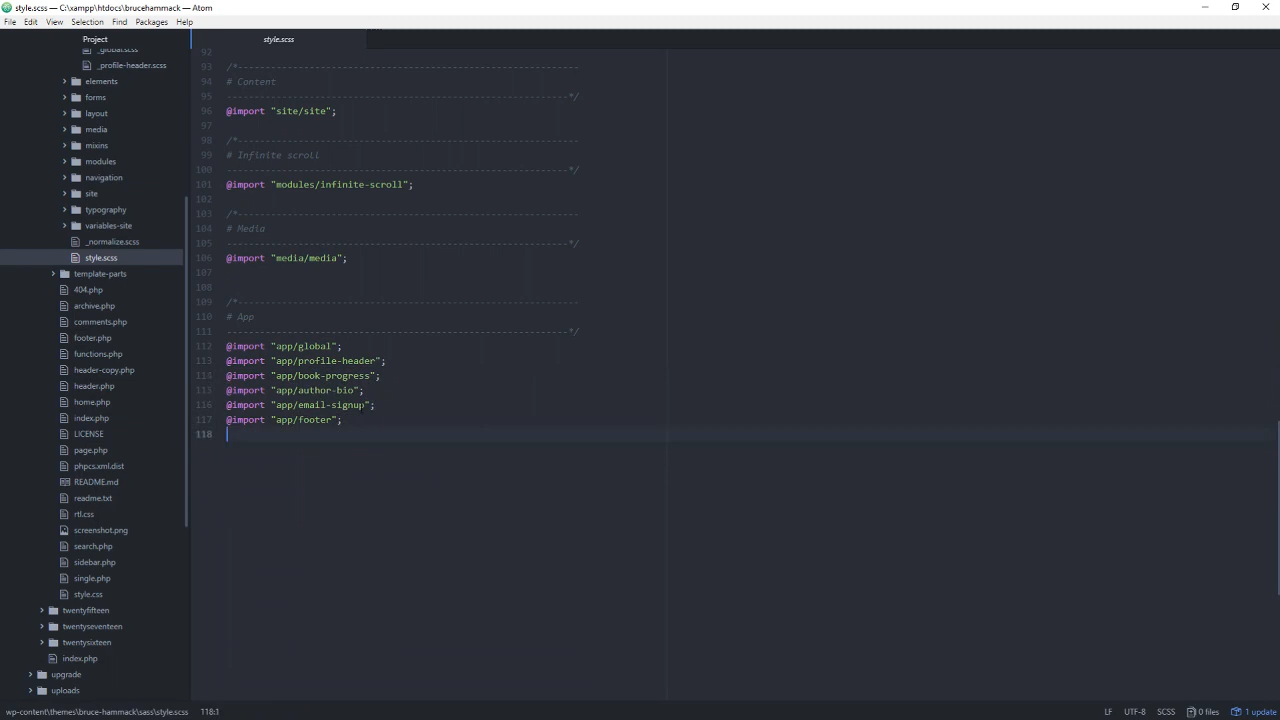 style.scss — C:\xampp\htdocs\brucehammack — Atom
File Edit View Selection Find Packages Help
Project
_global.scss
_profile-header.scss
elements
forms
layout
media
mixins
modules
navigation
site
typography
variables-site
_normalize.scss
style.scss
template-parts
404.php
archive.php
comments.php
footer.php
functions.php
header-copy.php
header.php
home.php
index.php
LICENSE
page.php
phpcs.xml.dist
README.md
readme.txt
rtl.css
screenshot.png
search.php
sidebar.php
single.php
style.css
twentyfifteen
twentyseventeen
twentysixteen
index.php
upgrade
uploads
style.scss
92
93 /*--------------------------------------------------------------
94 # Content
95 --------------------------------------------------------------*/
96 @import "site/site";
97
98 /*--------------------------------------------------------------
99 # Infinite scroll
100 --------------------------------------------------------------*/
101 @import "modules/infinite-scroll";
102
103 /*--------------------------------------------------------------
104 # Media
105 --------------------------------------------------------------*/
106 @import "media/media";
107
108
109 /*--------------------------------------------------------------
110 # App
111 --------------------------------------------------------------*/
112 @import "app/global";
113 @import "app/profile-header";
114 @import "app/book-progress";
115 @import "app/author-bio";
116 @import "app/email-signup";
117 @import "app/footer";
118
wp-content\themes\bruce-hammack\sass\style.scss 118:1 LF UTF-8 SCSS 0 files 1 update